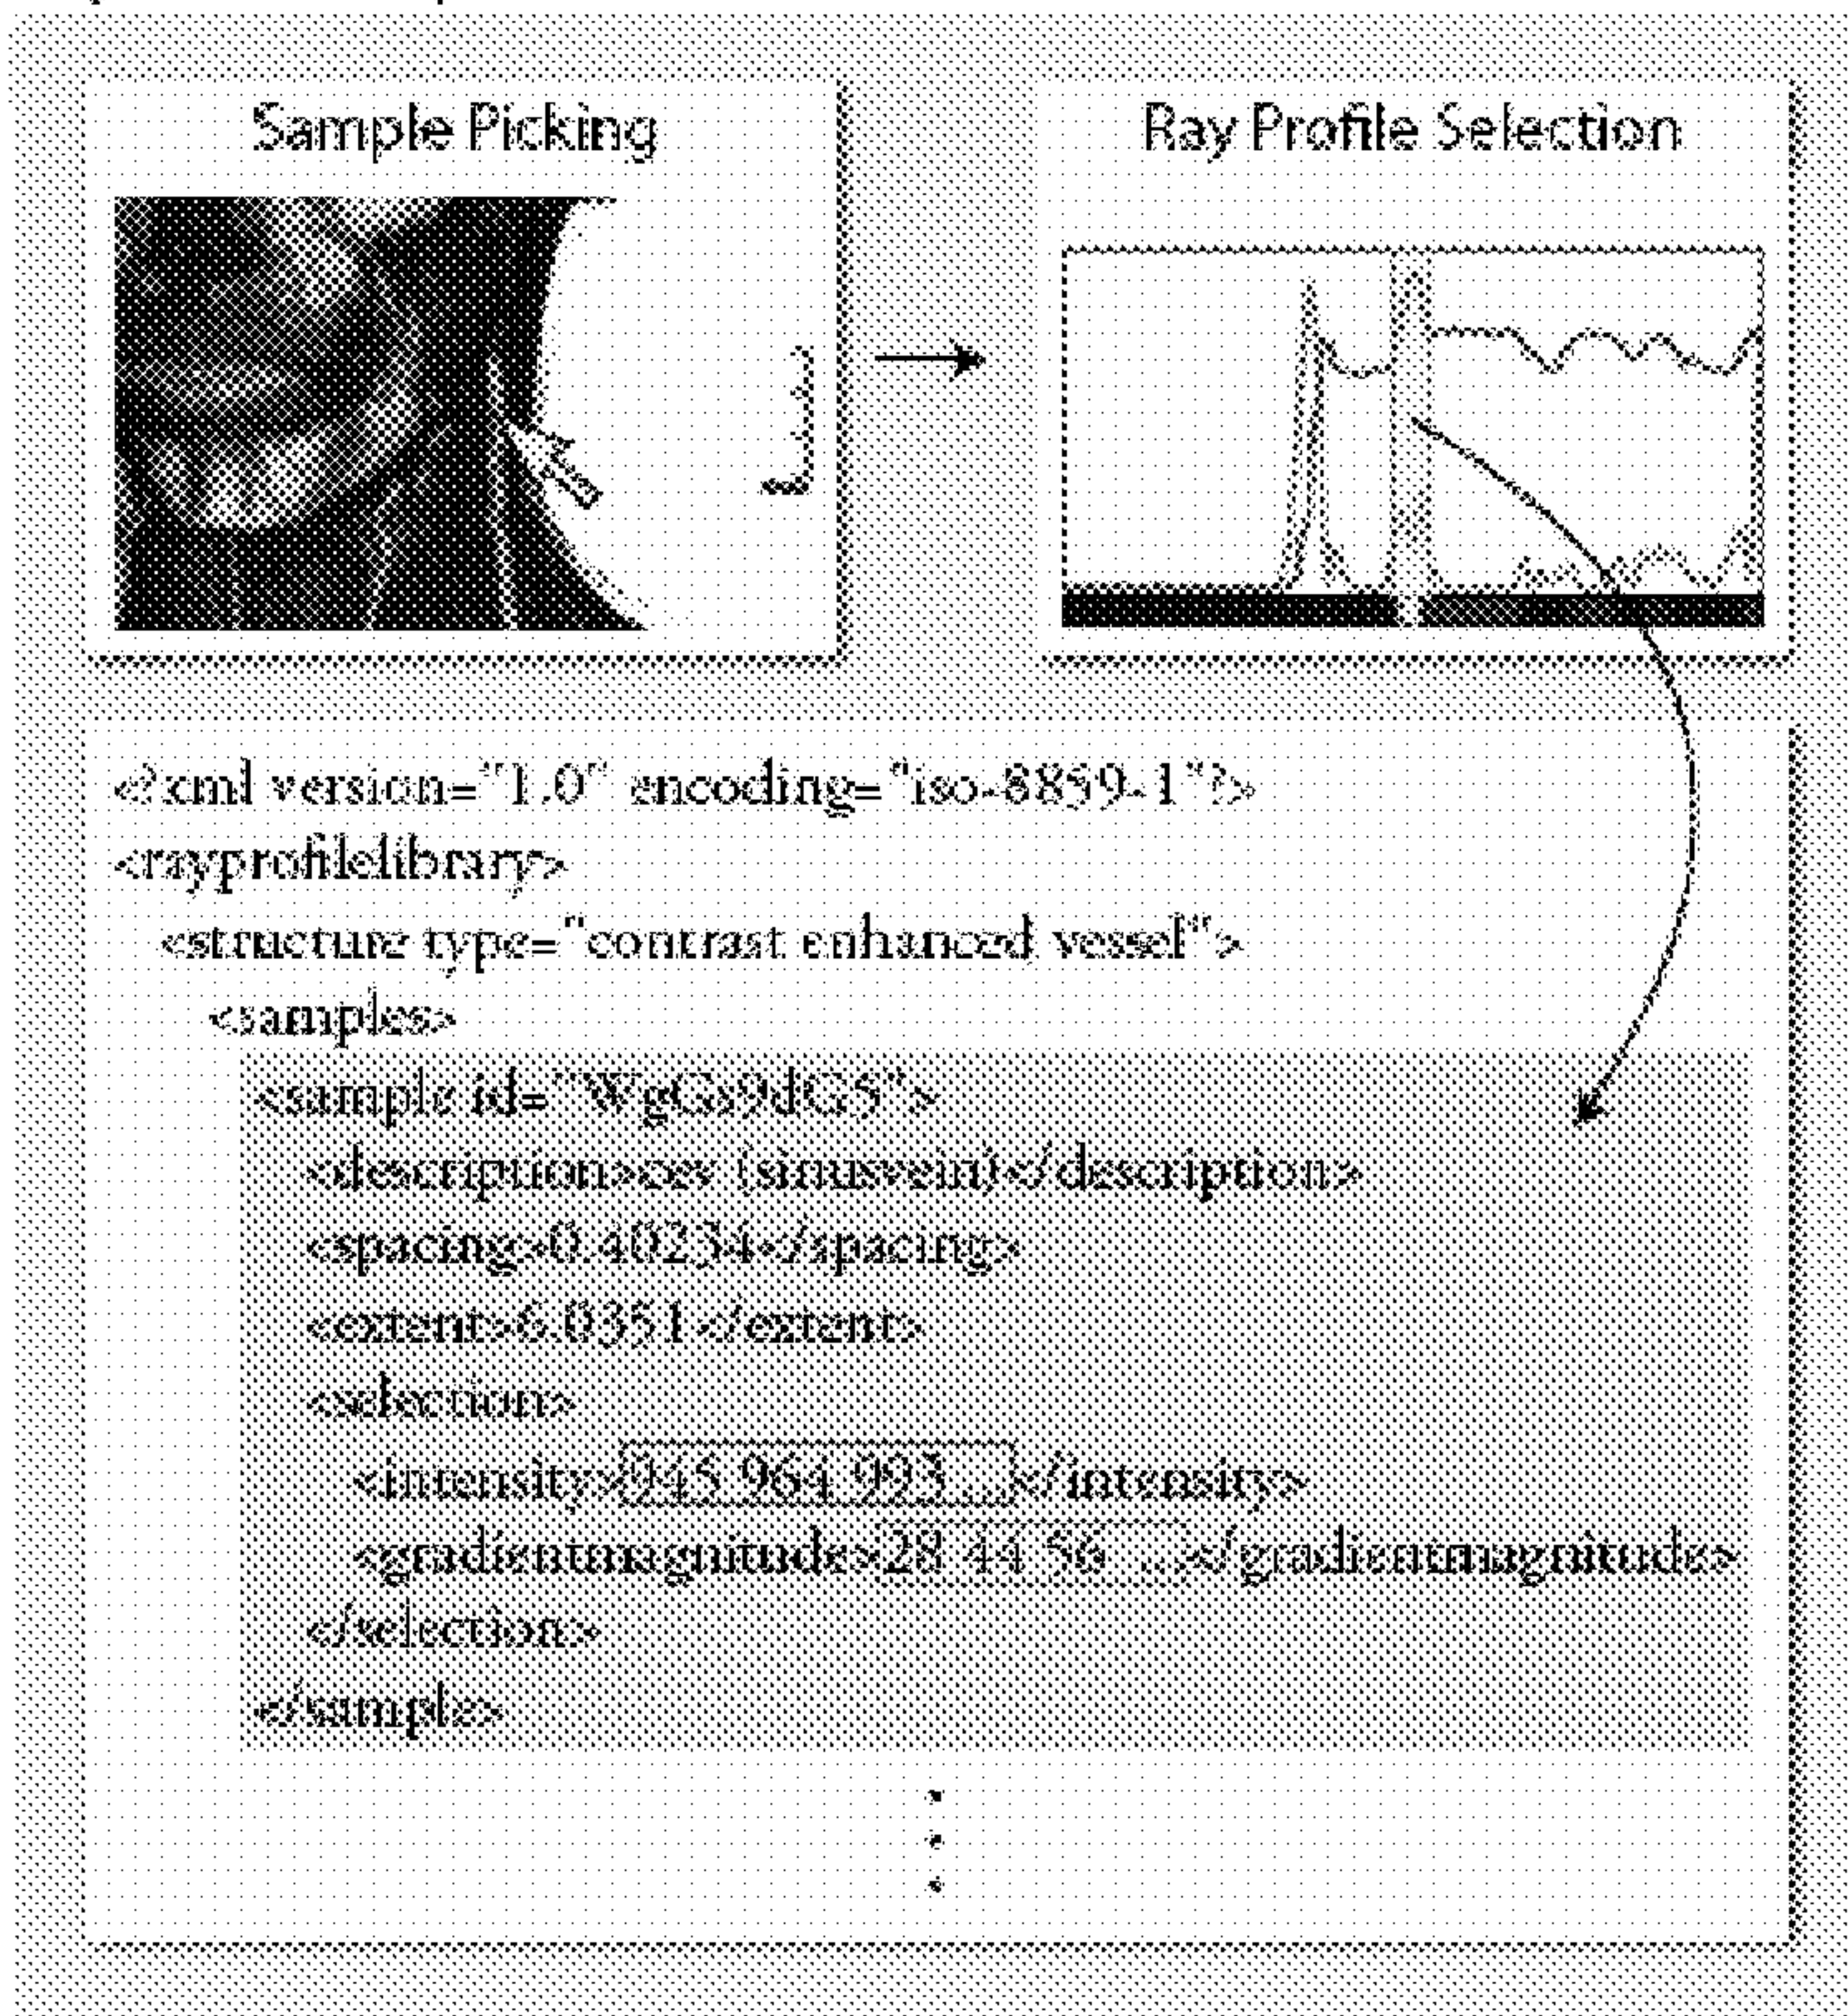 Sample Picking
Ray Profile Selection
<?xml version="1.0" encoding="iso-8859-1"?>
<rayprofilelibrary>
<structure type="contrast enhanced vessel">
<samples>
<sample id="WgGs9dG5">
<description>cev (sinusvein)</description>
<spacing>0.40234</spacing>
<extent>6.0351</extent>
<selection>
<intensity>945 964 993 ...</intensity>
<gradientmagnitude>28 44 56 ...</gradientmagnitude>
</selection>
</sample>